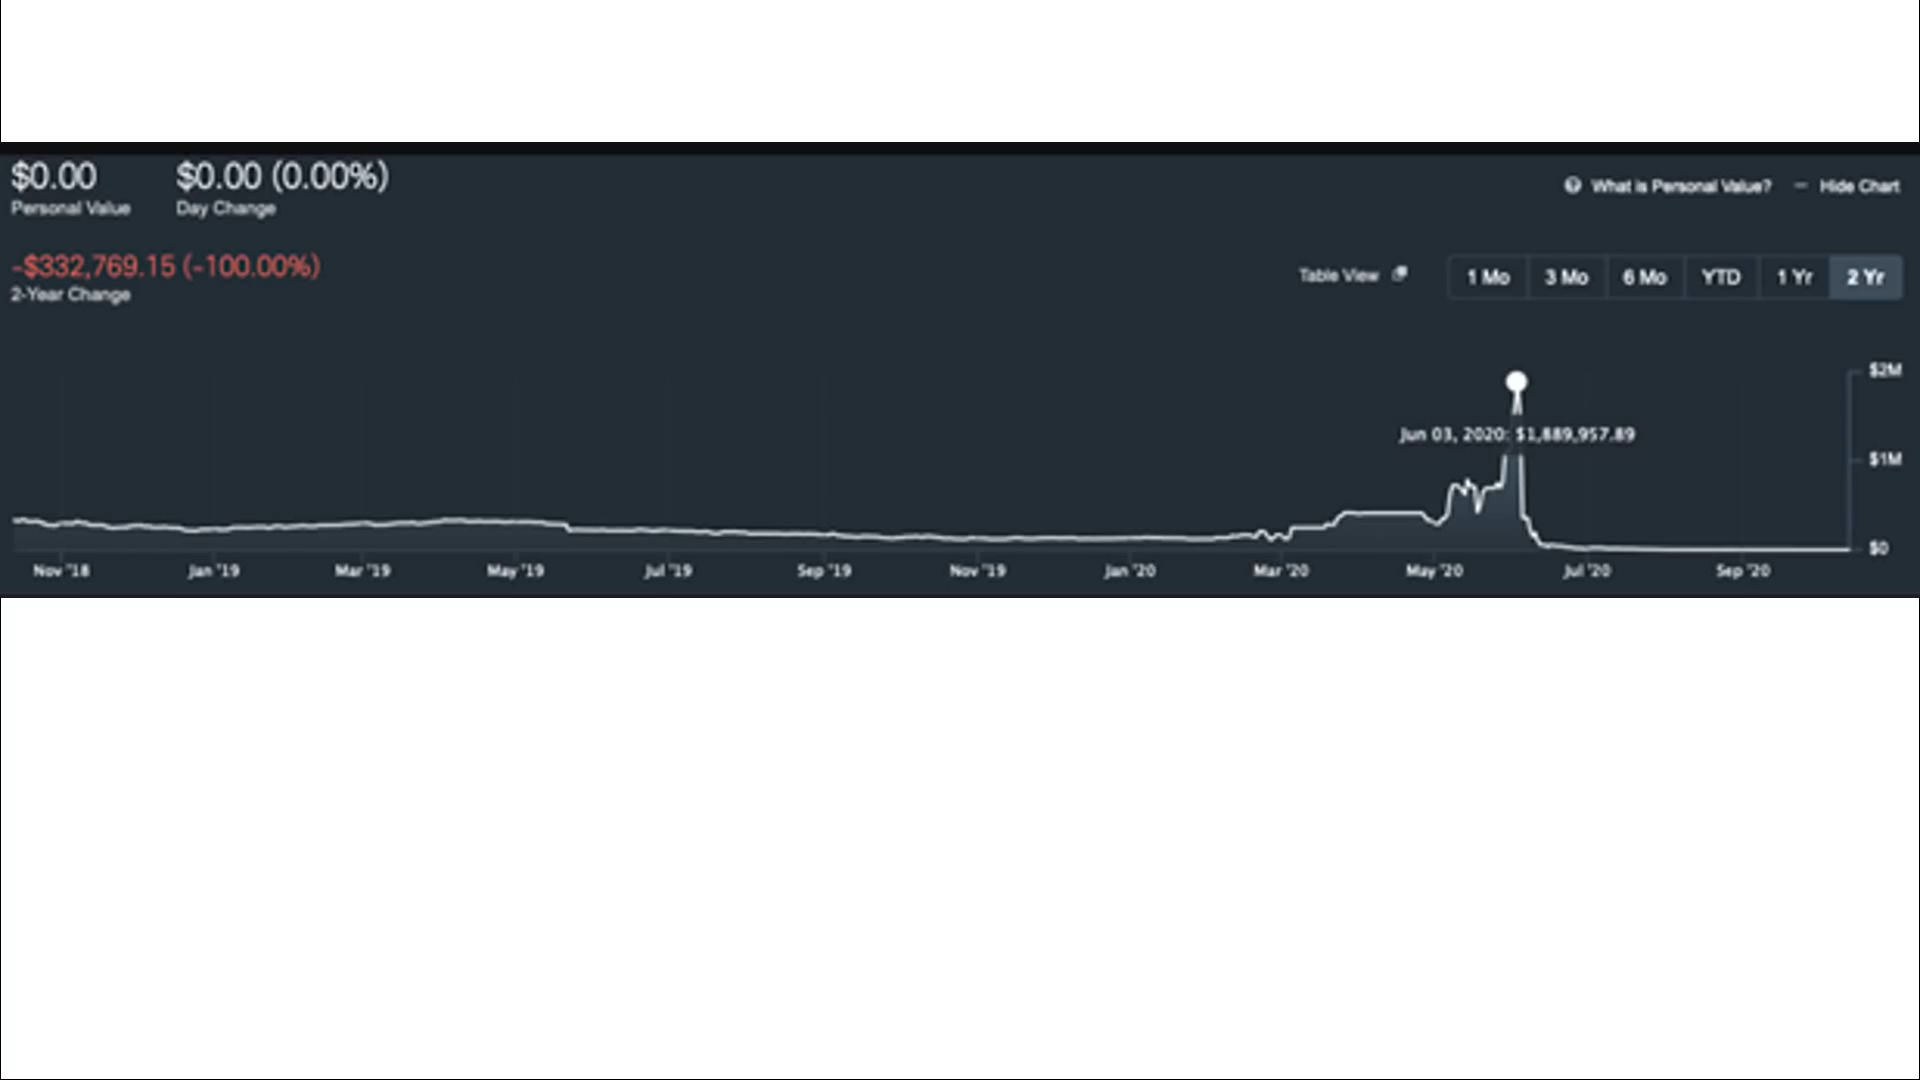 $0.00 $0.00 (0.00%)
Personal Value Day Change
What is Personal Value? − Hide Chart
-$332,769.15 (-100.00%)
2-Year Change
Table View 1 Mo 3 Mo 6 Mo YTD 1 Yr 2 Yr
$2M
Jun 03, 2020: $1,889,957.89
$1M
$0
Nov '18 Jan '19 Mar '19 May '19 Jul '19 Sep '19 Nov '19 Jan '20 Mar '20 May '20 Jul '20 Sep '20